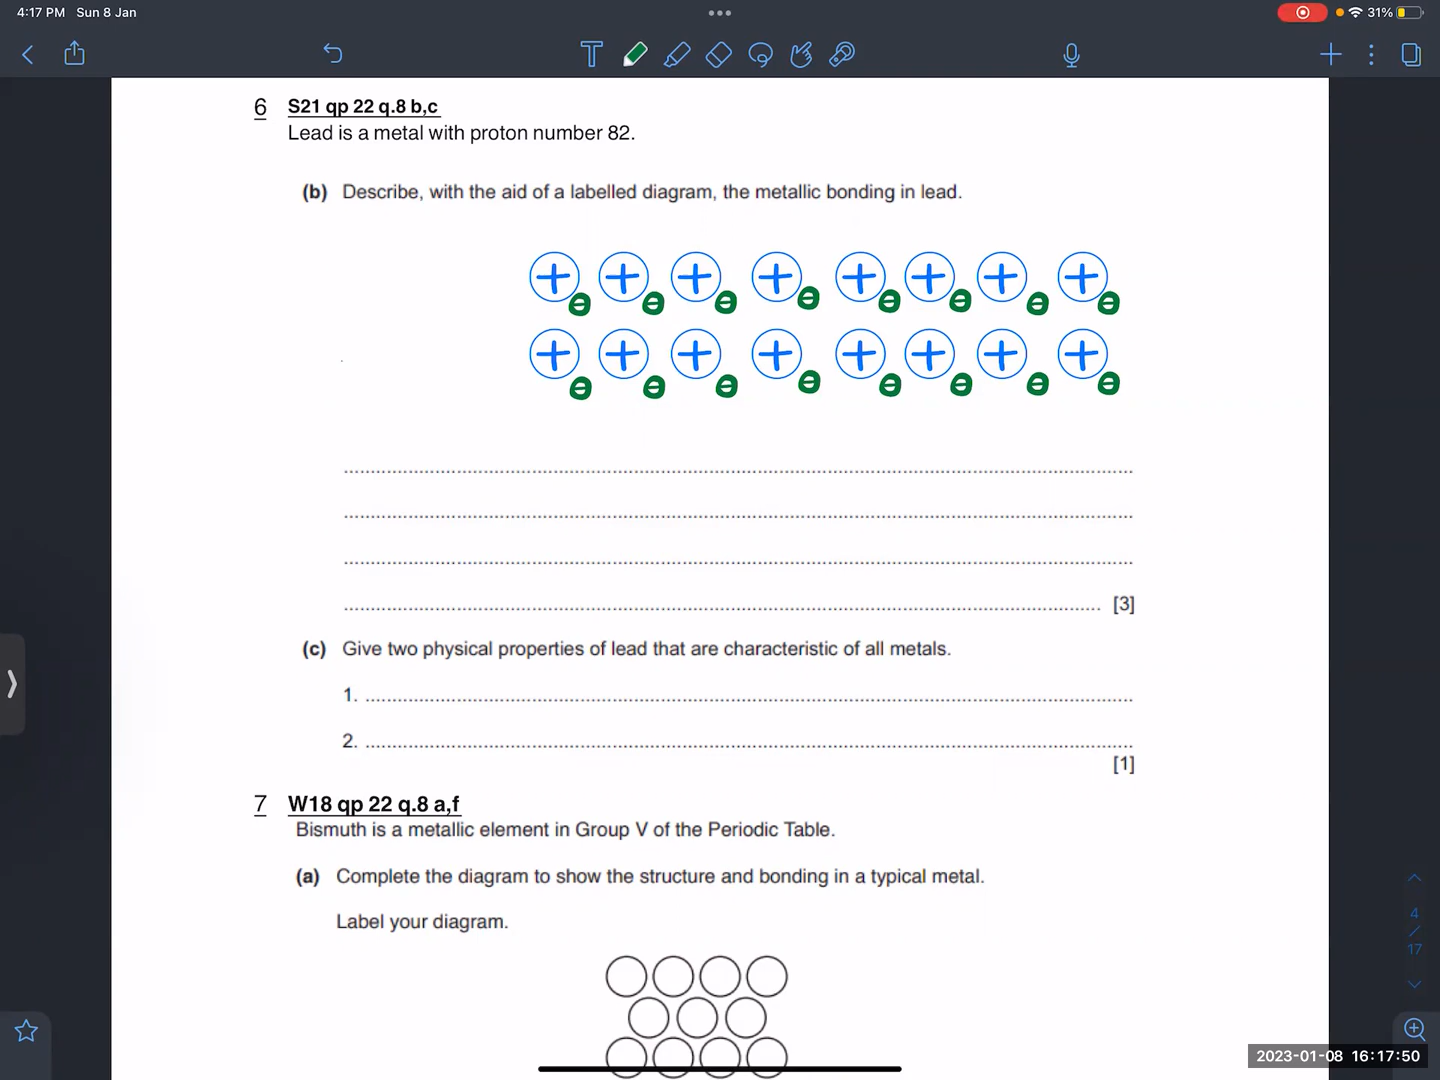 4:17 PM Sun 8 Jan
31%
6 S21 qp 22 q.8 b,c
Lead is a metal with proton number 82.
(b) Describe, with the aid of a labelled diagram, the metallic bonding in lead.
+ + + + + + + +
⊖ ⊖ ⊖ ⊖ ⊖ ⊖ ⊖ ⊖
+ + + + + + + +
⊖ ⊖ ⊖ ⊖ ⊖ ⊖ ⊖ ⊖
[3]
(c) Give two physical properties of lead that are characteristic of all metals.
1.
2.
[1]
7 W18 qp 22 q.8 a,f
Bismuth is a metallic element in Group V of the Periodic Table.
(a) Complete the diagram to show the structure and bonding in a typical metal.
Label your diagram.
4
/
17
2023-01-08 16:17:50